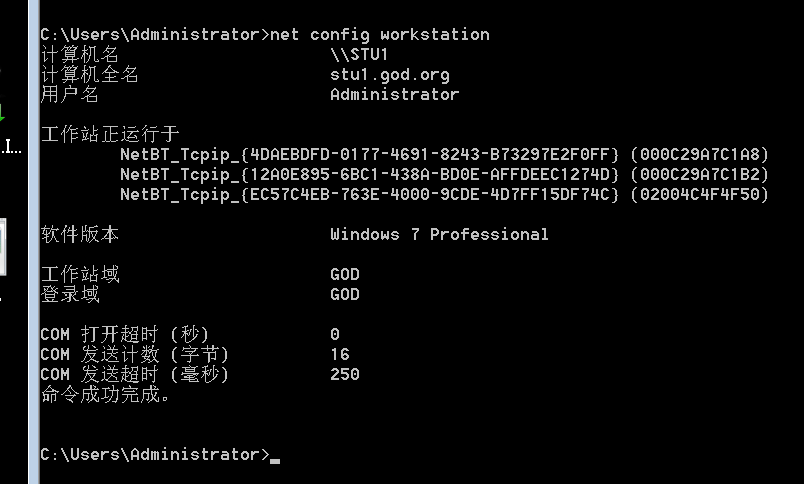 C:\Users\Administrator>net config workstation
计算机名 \\STU1
计算机全名 stu1.god.org
用户名 Administrator
工作站正运行于
NetBT_Tcpip_{4DAEBDFD-0177-4691-8243-B73297E2F0FF} (000C29A7C1A8)
NetBT_Tcpip_{12A0E895-6BC1-438A-BD0E-AFFDEEC1274D} (000C29A7C1B2)
NetBT_Tcpip_{EC57C4EB-763E-4000-9CDE-4D7FF15DF74C} (02004C4F4F50)
.I...
软件版本 Windows 7 Professional
工作站域 GOD
登录域 GOD
COM 打开超时 (秒) 0
COM 发送计数 (字节) 16
COM 发送超时 (毫秒) 250
命令成功完成。
C:\Users\Administrator>